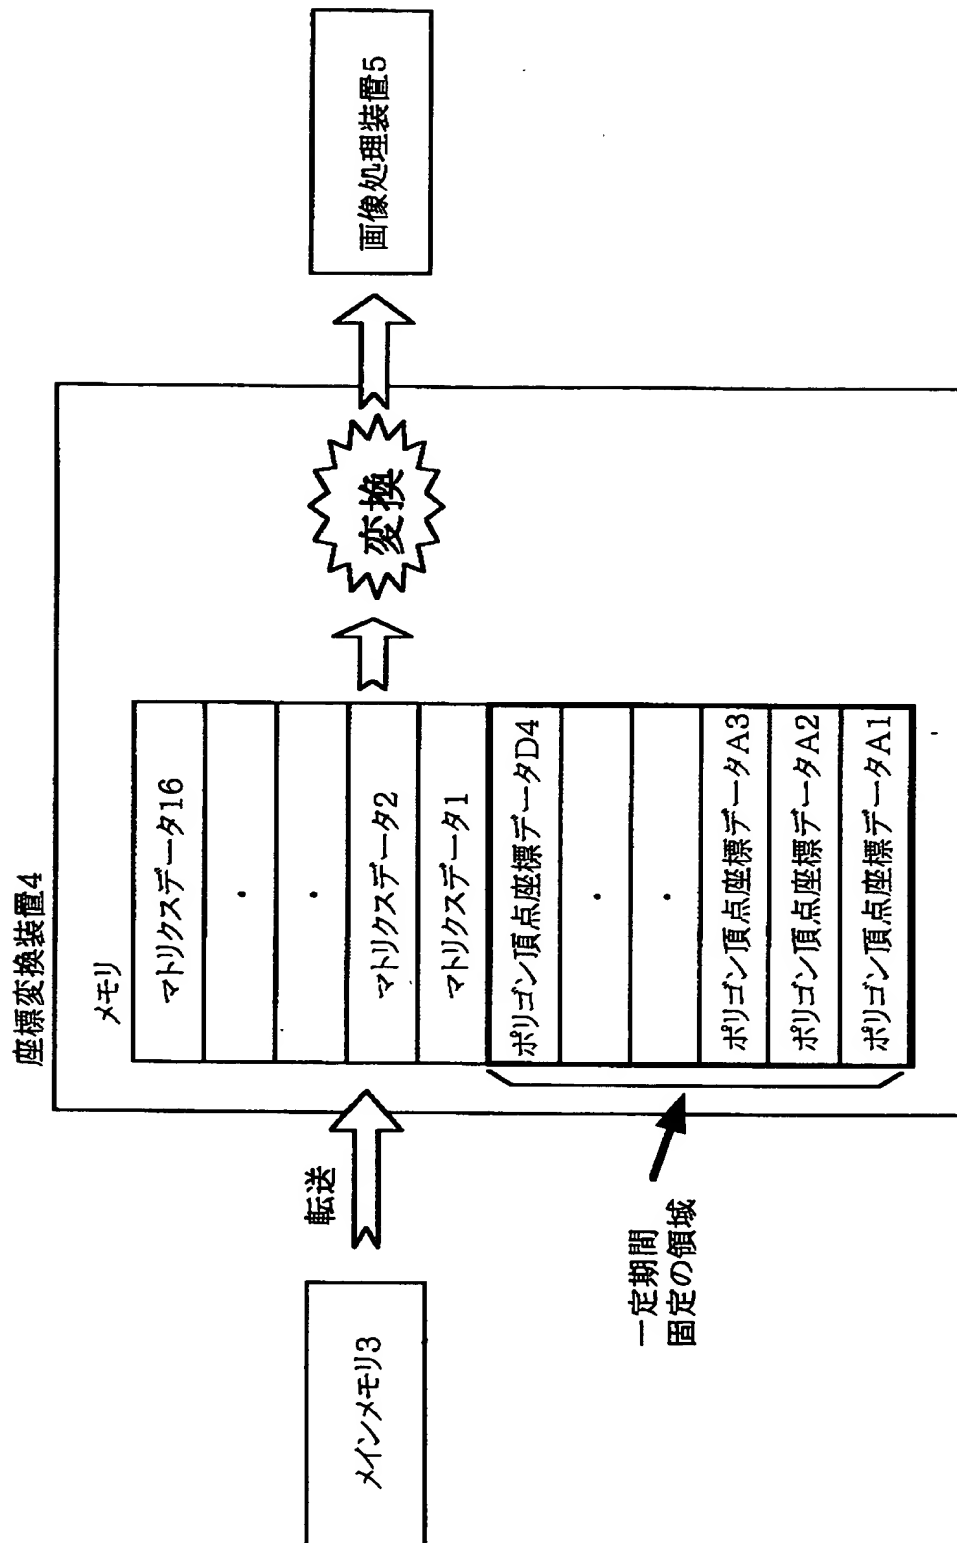 座標変換装置4
メモリ
メインメモリ3
転送
マトリクスデータ16
・
・
マトリクスデータ2
マトリクスデータ1
ポリゴン頂点座標データD4
・
・
ポリゴン頂点座標データA3
ポリゴン頂点座標データA2
ポリゴン頂点座標データA1
一定期間
固定の領域
変換
画像処理装置5